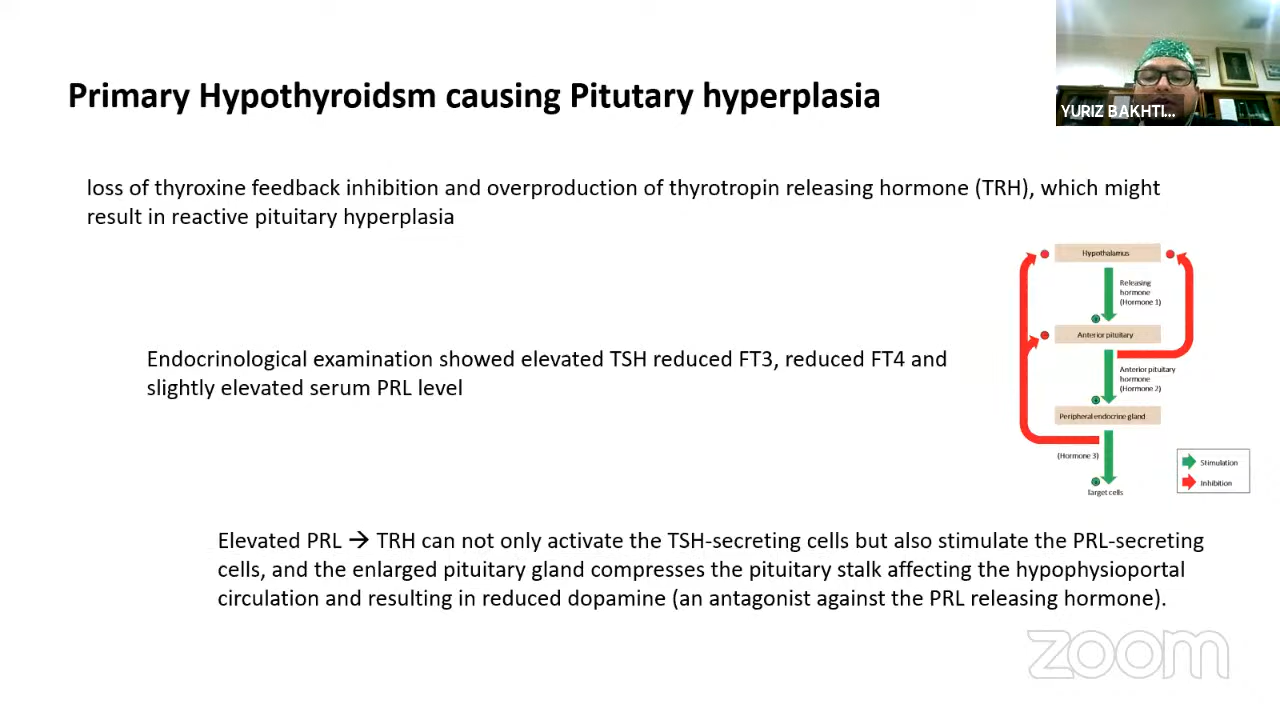 YURIZ BAKHTI...
Primary Hypothyroidsm causing Pitutary hyperplasia
loss of thyroxine feedback inhibition and overproduction of thyrotropin releasing hormone (TRH), which might
result in reactive pituitary hyperplasia
Hypothalamus
Releasing
hormone
(Hormone 1)
Anterior pituitary
Anterior pituitary
hormone
(Hormone 2)
Peripheral endocrine gland
(Hormone 3)
Target cells
Stimulation
Inhibition
Endocrinological examination showed elevated TSH reduced FT3, reduced FT4 and
slightly elevated serum PRL level
Elevated PRL → TRH can not only activate the TSH-secreting cells but also stimulate the PRL-secreting
cells, and the enlarged pituitary gland compresses the pituitary stalk affecting the hypophysioportal
circulation and resulting in reduced dopamine (an antagonist against the PRL releasing hormone).
zoom